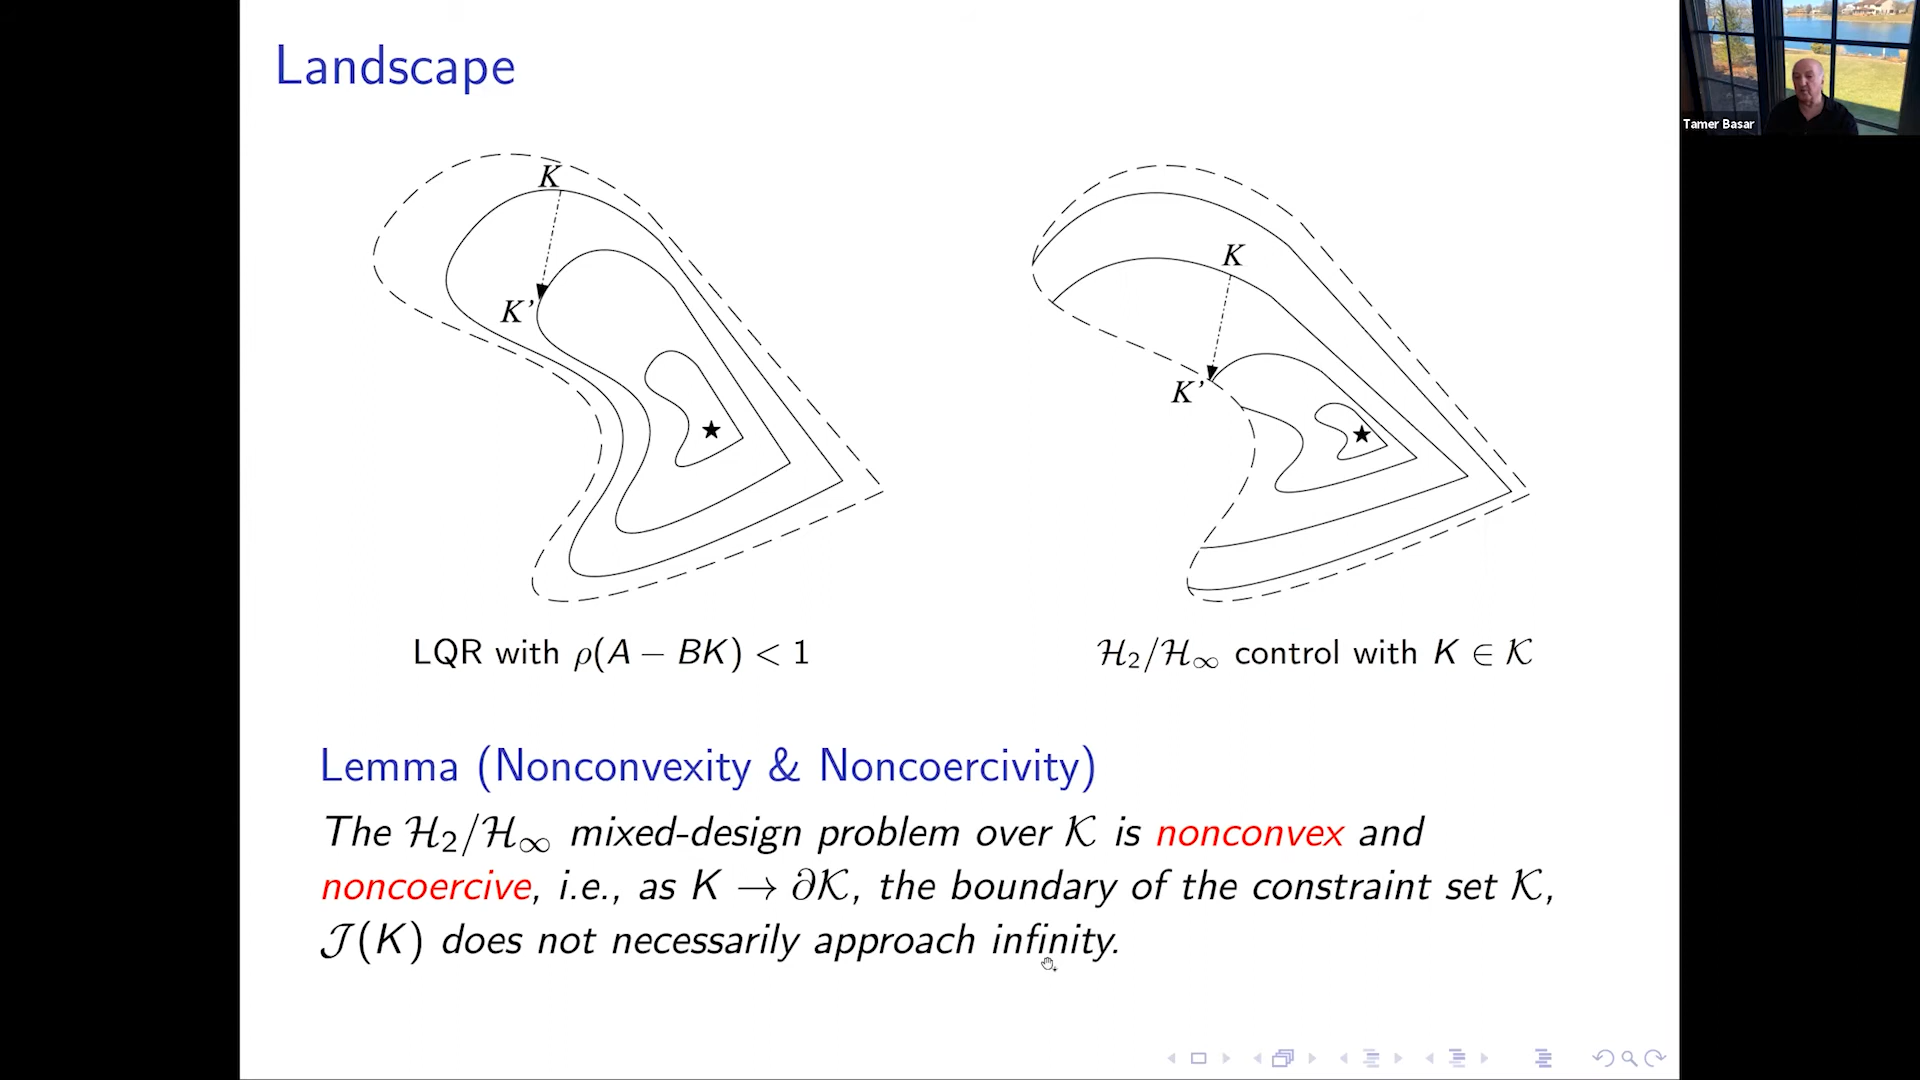 Landscape
Tamer Basar
K
K'
K
K'
LQR with ρ(A − BK) < 1
ℋ₂/ℋ∞ control with K ∈ 𝒦
Lemma (Nonconvexity & Noncoercivity)
The ℋ₂/ℋ∞ mixed-design problem over 𝒦 is nonconvex and
noncoercive, i.e., as K → ∂𝒦, the boundary of the constraint set 𝒦,
𝒥(K) does not necessarily approach infinity.